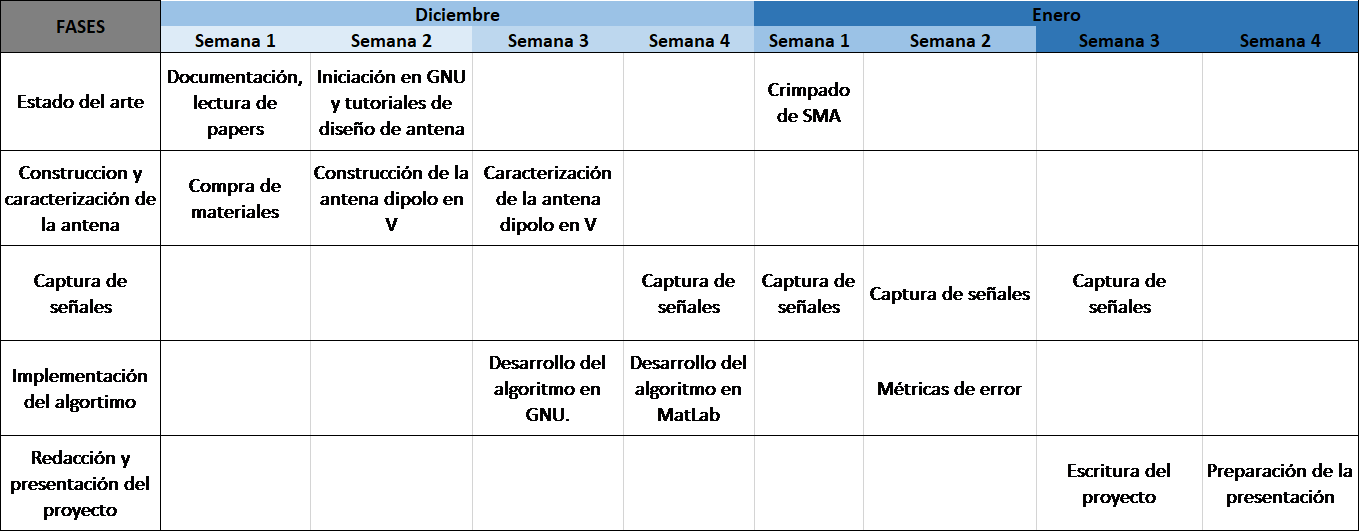 FASES
Diciembre
Enero
Semana 1
Semana 2
Semana 3
Semana 4
Semana 1
Semana 2
Semana 3
Semana 4
Estado del arte
Documentación,
lectura de
papers
Iniciación en GNU
y tutoriales de
diseño de antena
Crimpado
de SMA
Construccion y
caracterización de
la antena
Compra de
materiales
Construcción de la
antena dipolo en
V
Caracterización
de la antena
dipolo en V
Captura de
señales
Captura de
señales
Captura de
señales
Captura de señales
Captura de
señales
Implementación
del algortimo
Desarrollo del
algoritmo en
GNU.
Desarrollo del
algoritmo en
MatLab
Métricas de error
Redacción y
presentación del
proyecto
Escritura del
proyecto
Preparación de la
presentación